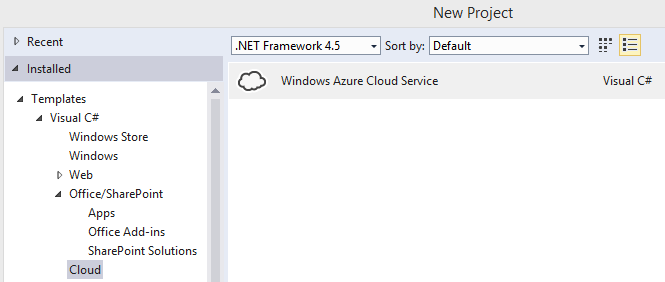 New Project
Recent
.NET Framework 4.5 Sort by: Default
Installed
Windows Azure Cloud Service Visual C#
Templates
Visual C#
Windows Store
Windows
Web
Office/SharePoint
Apps
Office Add-ins
SharePoint Solutions
Cloud